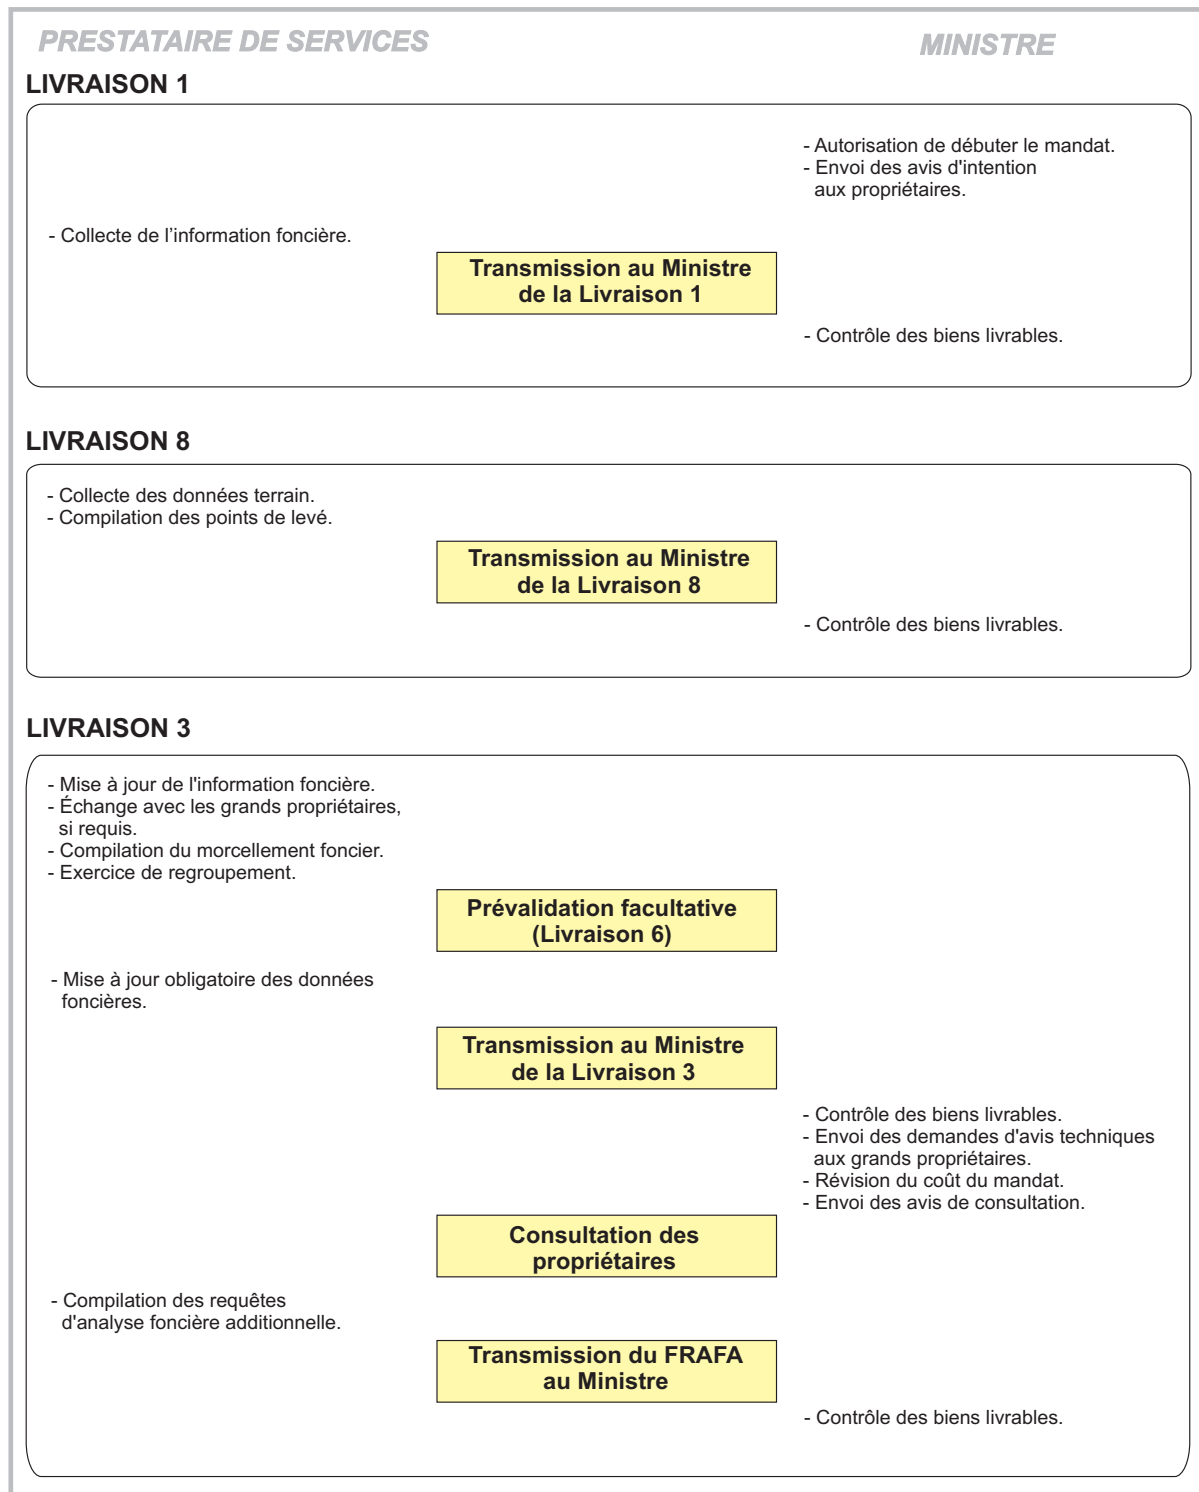 PRESTATAIRE DE SERVICES
MINISTRE
LIVRAISON 1
- Autorisation de débuter le mandat.
- Envoi des avis d'intention
aux propriétaires.
- Collecte de l’information foncière.
Transmission au Ministre
de la Livraison 1
- Contrôle des biens livrables.
LIVRAISON 8
- Collecte des données terrain.
- Compilation des points de levé.
Transmission au Ministre
de la Livraison 8
- Contrôle des biens livrables.
LIVRAISON 3
- Mise à jour de l'information foncière.
- Échange avec les grands propriétaires,
si requis.
- Compilation du morcellement foncier.
- Exercice de regroupement.
Prévalidation facultative
(Livraison 6)
- Mise à jour obligatoire des données
foncières.
Transmission au Ministre
de la Livraison 3
- Contrôle des biens livrables.
- Envoi des demandes d'avis techniques
aux grands propriétaires.
- Révision du coût du mandat.
- Envoi des avis de consultation.
Consultation des
propriétaires
- Compilation des requêtes
d'analyse foncière additionnelle.
Transmission du FRAFA
au Ministre
- Contrôle des biens livrables.